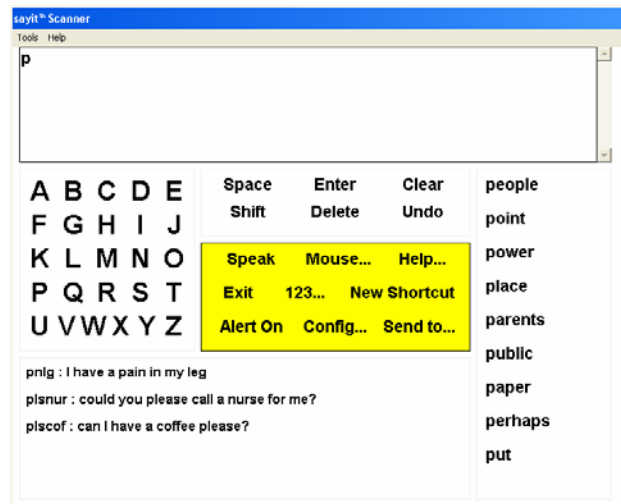 sayit™ Scanner
Tools Help
p
A B C D E
F G H I J
K L M N O
P Q R S T
U V W X Y Z
Space Enter Clear
Shift Delete Undo
Speak Mouse... Help...
Exit 123... New Shortcut
Alert On Config... Send to...
pnlg : I have a pain in my leg
plsnur : could you please call a nurse for me?
plscof : can I have a coffee please?
people
point
power
place
parents
public
paper
perhaps
put